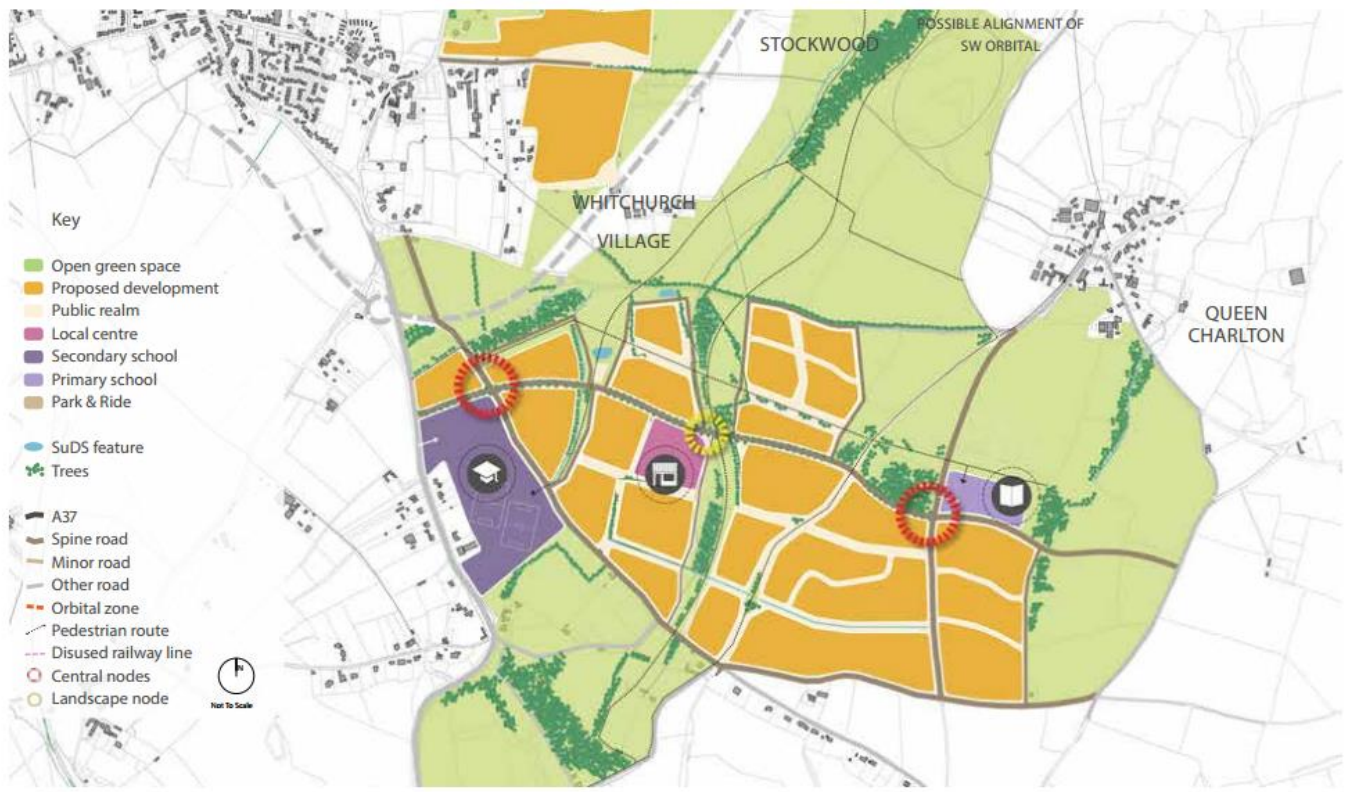 STOCKWOOD
POSSIBLE ALIGNMENT OF
SW ORBITAL
WHITCHURCH
VILLAGE
QUEEN
CHARLTON
Key
Open green space
Proposed development
Public realm
Local centre
Secondary school
Primary school
Park & Ride
SuDS feature
Trees
A37
Spine road
Minor road
Other road
Orbital zone
Pedestrian route
Disused railway line
Central nodes
Landscape node
N
Not To Scale